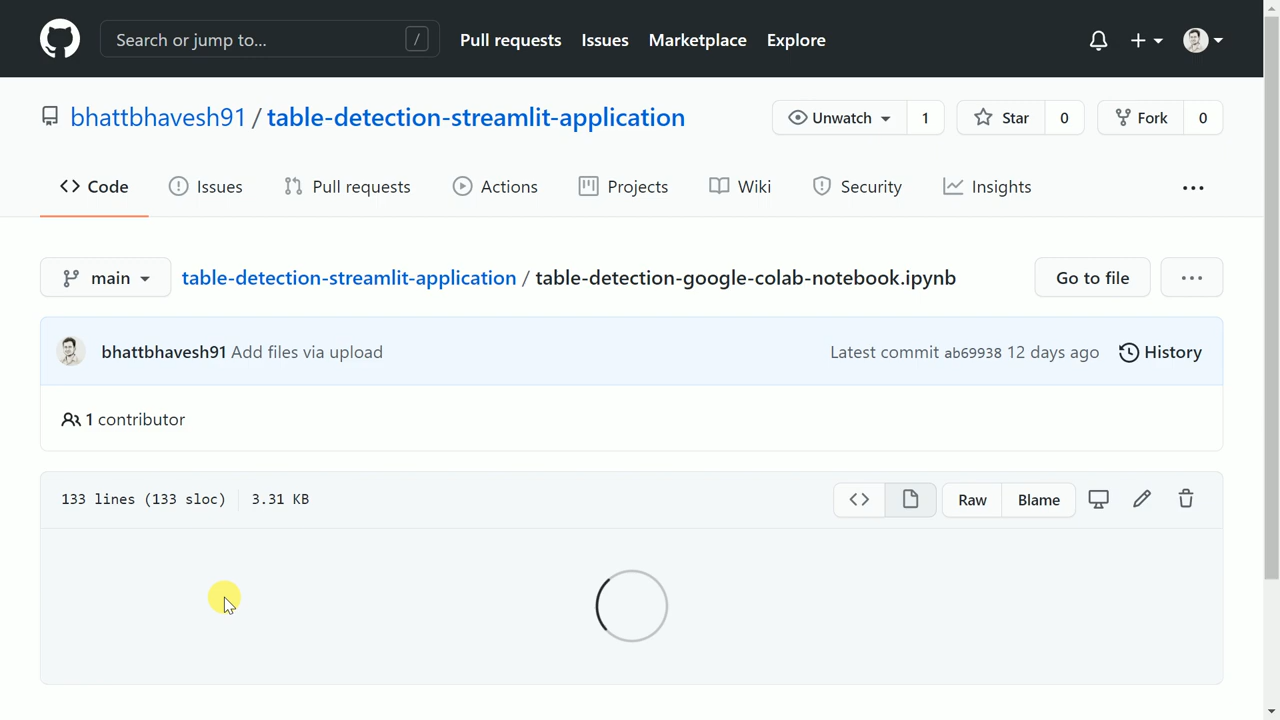 Search or jump to... /
Pull requests Issues Marketplace Explore
bhattbhavesh91 / table-detection-streamlit-application
Unwatch 1 Star 0 Fork 0
Code Issues Pull requests Actions Projects Wiki Security Insights
main table-detection-streamlit-application / table-detection-google-colab-notebook.ipynb Go to file
bhattbhavesh91 Add files via upload Latest commit ab69938 12 days ago History
1 contributor
133 lines (133 sloc) 3.31 KB Raw Blame